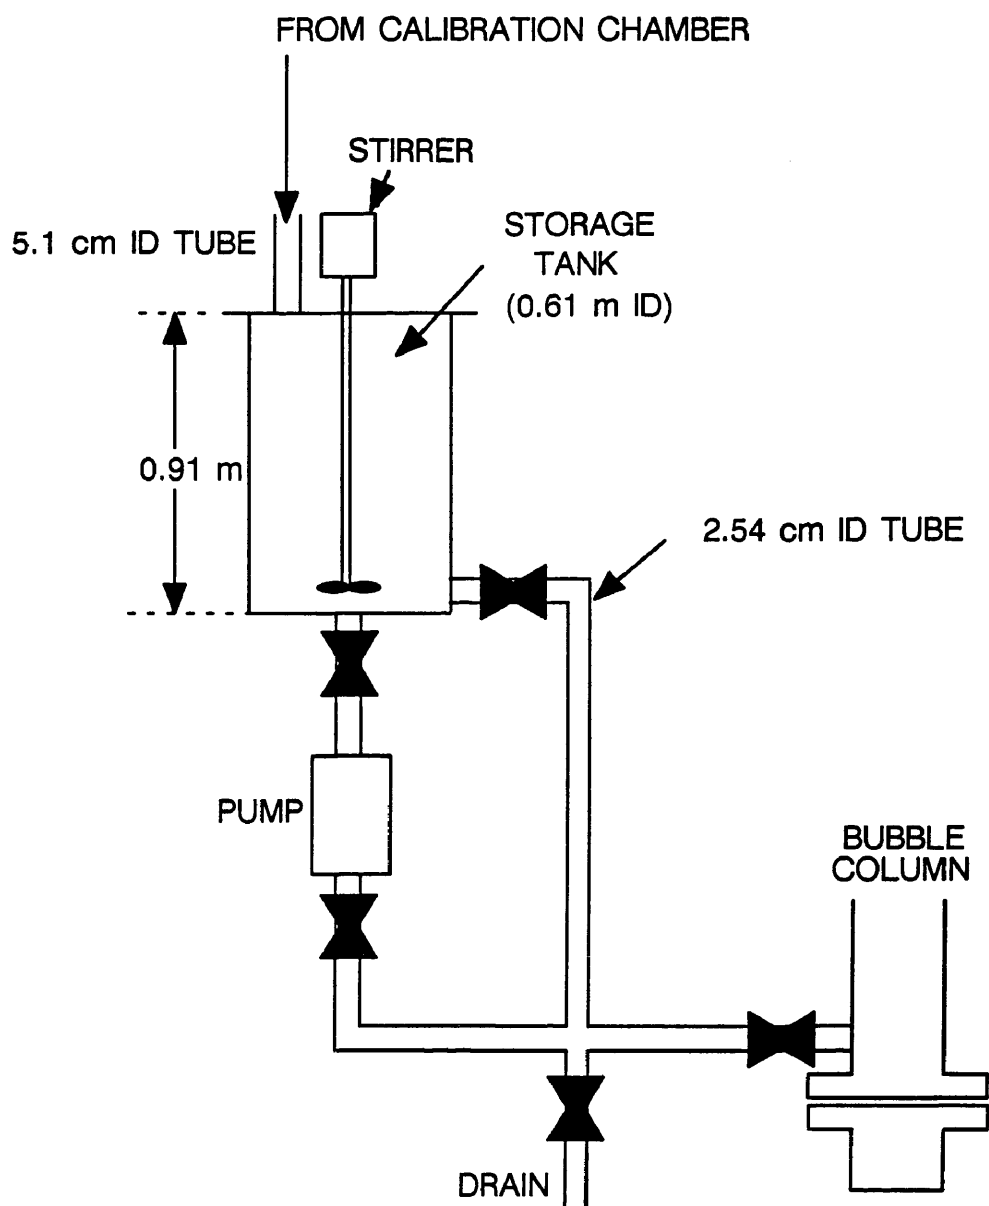 FROM CALIBRATION CHAMBER
STIRRER
5.1 cm ID TUBE
STORAGE
TANK
(0.61 m ID)
0.91 m
2.54 cm ID TUBE
PUMP
BUBBLE
COLUMN
DRAIN